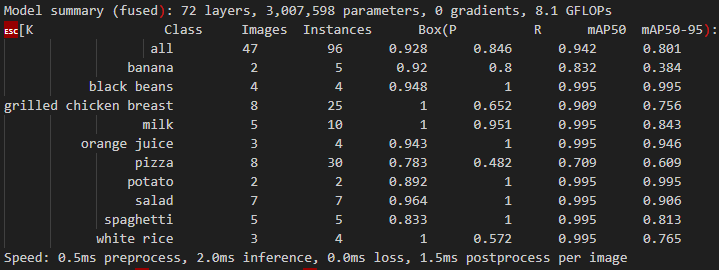 Model summary (fused): 72 layers, 3,007,598 parameters, 0 gradients, 8.1 GFLOPs
ESC[K Class Images Instances Box(P R mAP50 mAP50-95):
all 47 96 0.928 0.846 0.942 0.801
banana 2 5 0.92 0.8 0.832 0.384
black beans 4 4 0.948 1 0.995 0.995
grilled chicken breast 8 25 1 0.652 0.909 0.756
milk 5 10 1 0.951 0.995 0.843
orange juice 3 4 0.943 1 0.995 0.946
pizza 8 30 0.783 0.482 0.709 0.609
potato 2 2 0.892 1 0.995 0.995
salad 7 7 0.964 1 0.995 0.906
spaghetti 5 5 0.833 1 0.995 0.813
white rice 3 4 1 0.572 0.995 0.765
Speed: 0.5ms preprocess, 2.0ms inference, 0.0ms loss, 1.5ms postprocess per image